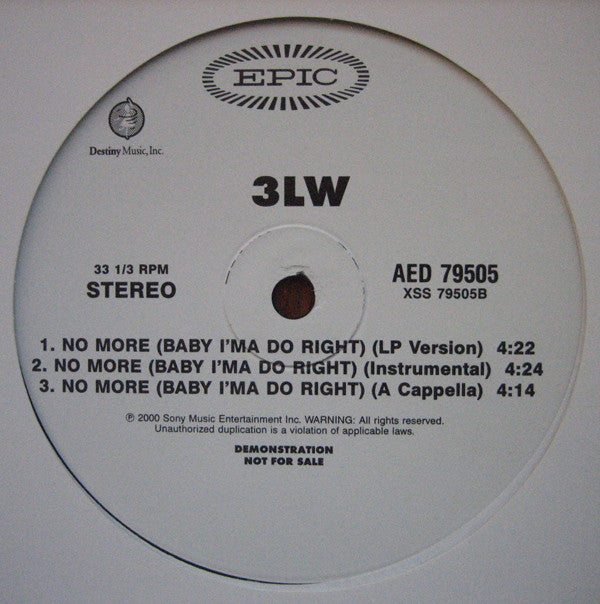 EPIC
Destiny Music, Inc.
3LW
33 1/3 RPM
STEREO
AED 79505
XSS 79505B
1. NO MORE (BABY I'MA DO RIGHT) (LP Version) 4:22
2. NO MORE (BABY I'MA DO RIGHT) (Instrumental) 4:24
3. NO MORE (BABY I'MA DO RIGHT) (A Cappella) 4:14
℗ 2000 Sony Music Entertainment Inc. WARNING: All rights reserved.
Unauthorized duplication is a violation of applicable laws.
DEMONSTRATION
NOT FOR SALE